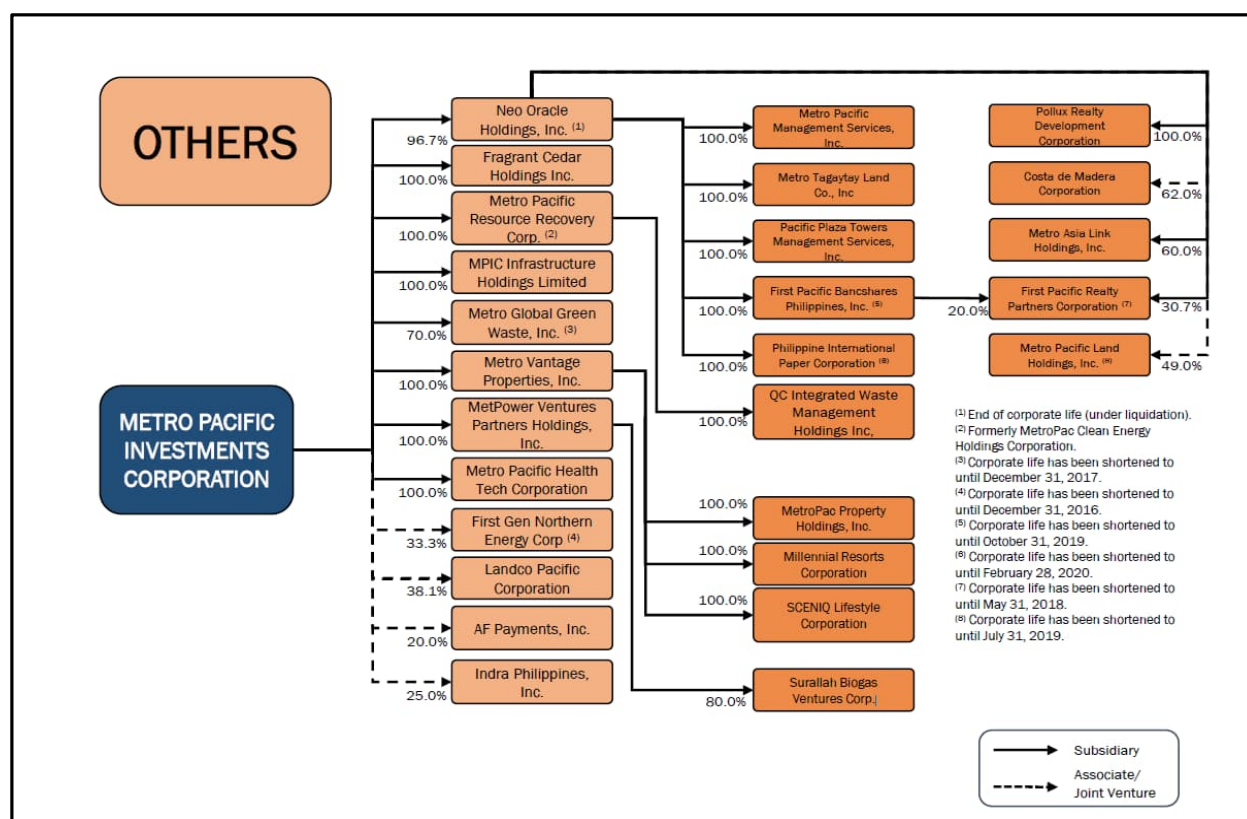 OTHERS
METRO PACIFIC
INVESTMENTS
CORPORATION
Neo Oracle
Holdings, Inc. (1)
96.7%
Fragrant Cedar
Holdings Inc.
100.0%
Metro Pacific
Resource Recovery
Corp. (2)
100.0%
MPIC Infrastructure
Holdings Limited
100.0%
Metro Global Green
Waste, Inc. (3)
70.0%
Metro Vantage
Properties, Inc.
100.0%
MetPower Ventures
Partners Holdings,
Inc.
100.0%
Metro Pacific Health
Tech Corporation
100.0%
First Gen Northern
Energy Corp (4)
33.3%
Landco Pacific
Corporation
38.1%
AF Payments, Inc.
20.0%
Indra Philippines,
Inc.
25.0%
Metro Pacific
Management Services,
Inc.
100.0%
Metro Tagaytay Land
Co., Inc
100.0%
Pacific Plaza Towers
Management Services,
Inc.
100.0%
First Pacific Bancshares
Philippines, Inc. (5)
100.0%
Philippine International
Paper Corporation (8)
100.0%
QC Integrated Waste
Management
Holdings Inc,
100.0%
100.0%
MetroPac Property
Holdings, Inc.
100.0%
Millennial Resorts
Corporation
100.0%
SCENIQ Lifestyle
Corporation
Surallah Biogas
Ventures Corp.
80.0%
Pollux Realty
Development
Corporation
100.0%
Costa de Madera
Corporation
62.0%
Metro Asia Link
Holdings, Inc.
60.0%
First Pacific Realty
Partners Corporation (7)
20.0%
30.7%
Metro Pacific Land
Holdings, Inc. (6)
49.0%
(1) End of corporate life (under liquidation).
(2) Formerly MetroPac Clean Energy
Holdings Corporation.
(3) Corporate life has been shortened to
until December 31, 2017.
(4) Corporate life has been shortened to
until December 31, 2016.
(5) Corporate life has been shortened to
until October 31, 2019.
(6) Corporate life has been shortened to
until February 28, 2020.
(7) Corporate life has been shortened to
until May 31, 2018.
(8) Corporate life has been shortened to
until July 31, 2019.
Subsidiary
Associate/
Joint Venture